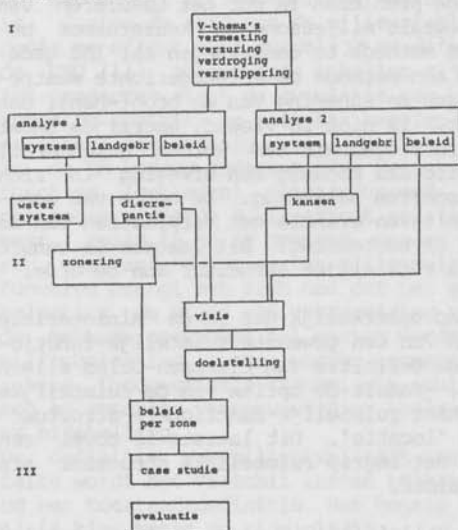 I
V-thema's
vermesting
verzuring
verdroging
versnippering
analyse 1
systeem
landgebr
beleid
analyse 2
systeem
landgebr
beleid
water
systeem
discre-
pantie
kansen
II
zonering
visie
doelstelling
beleid
per zone
III
case studie
evaluatie